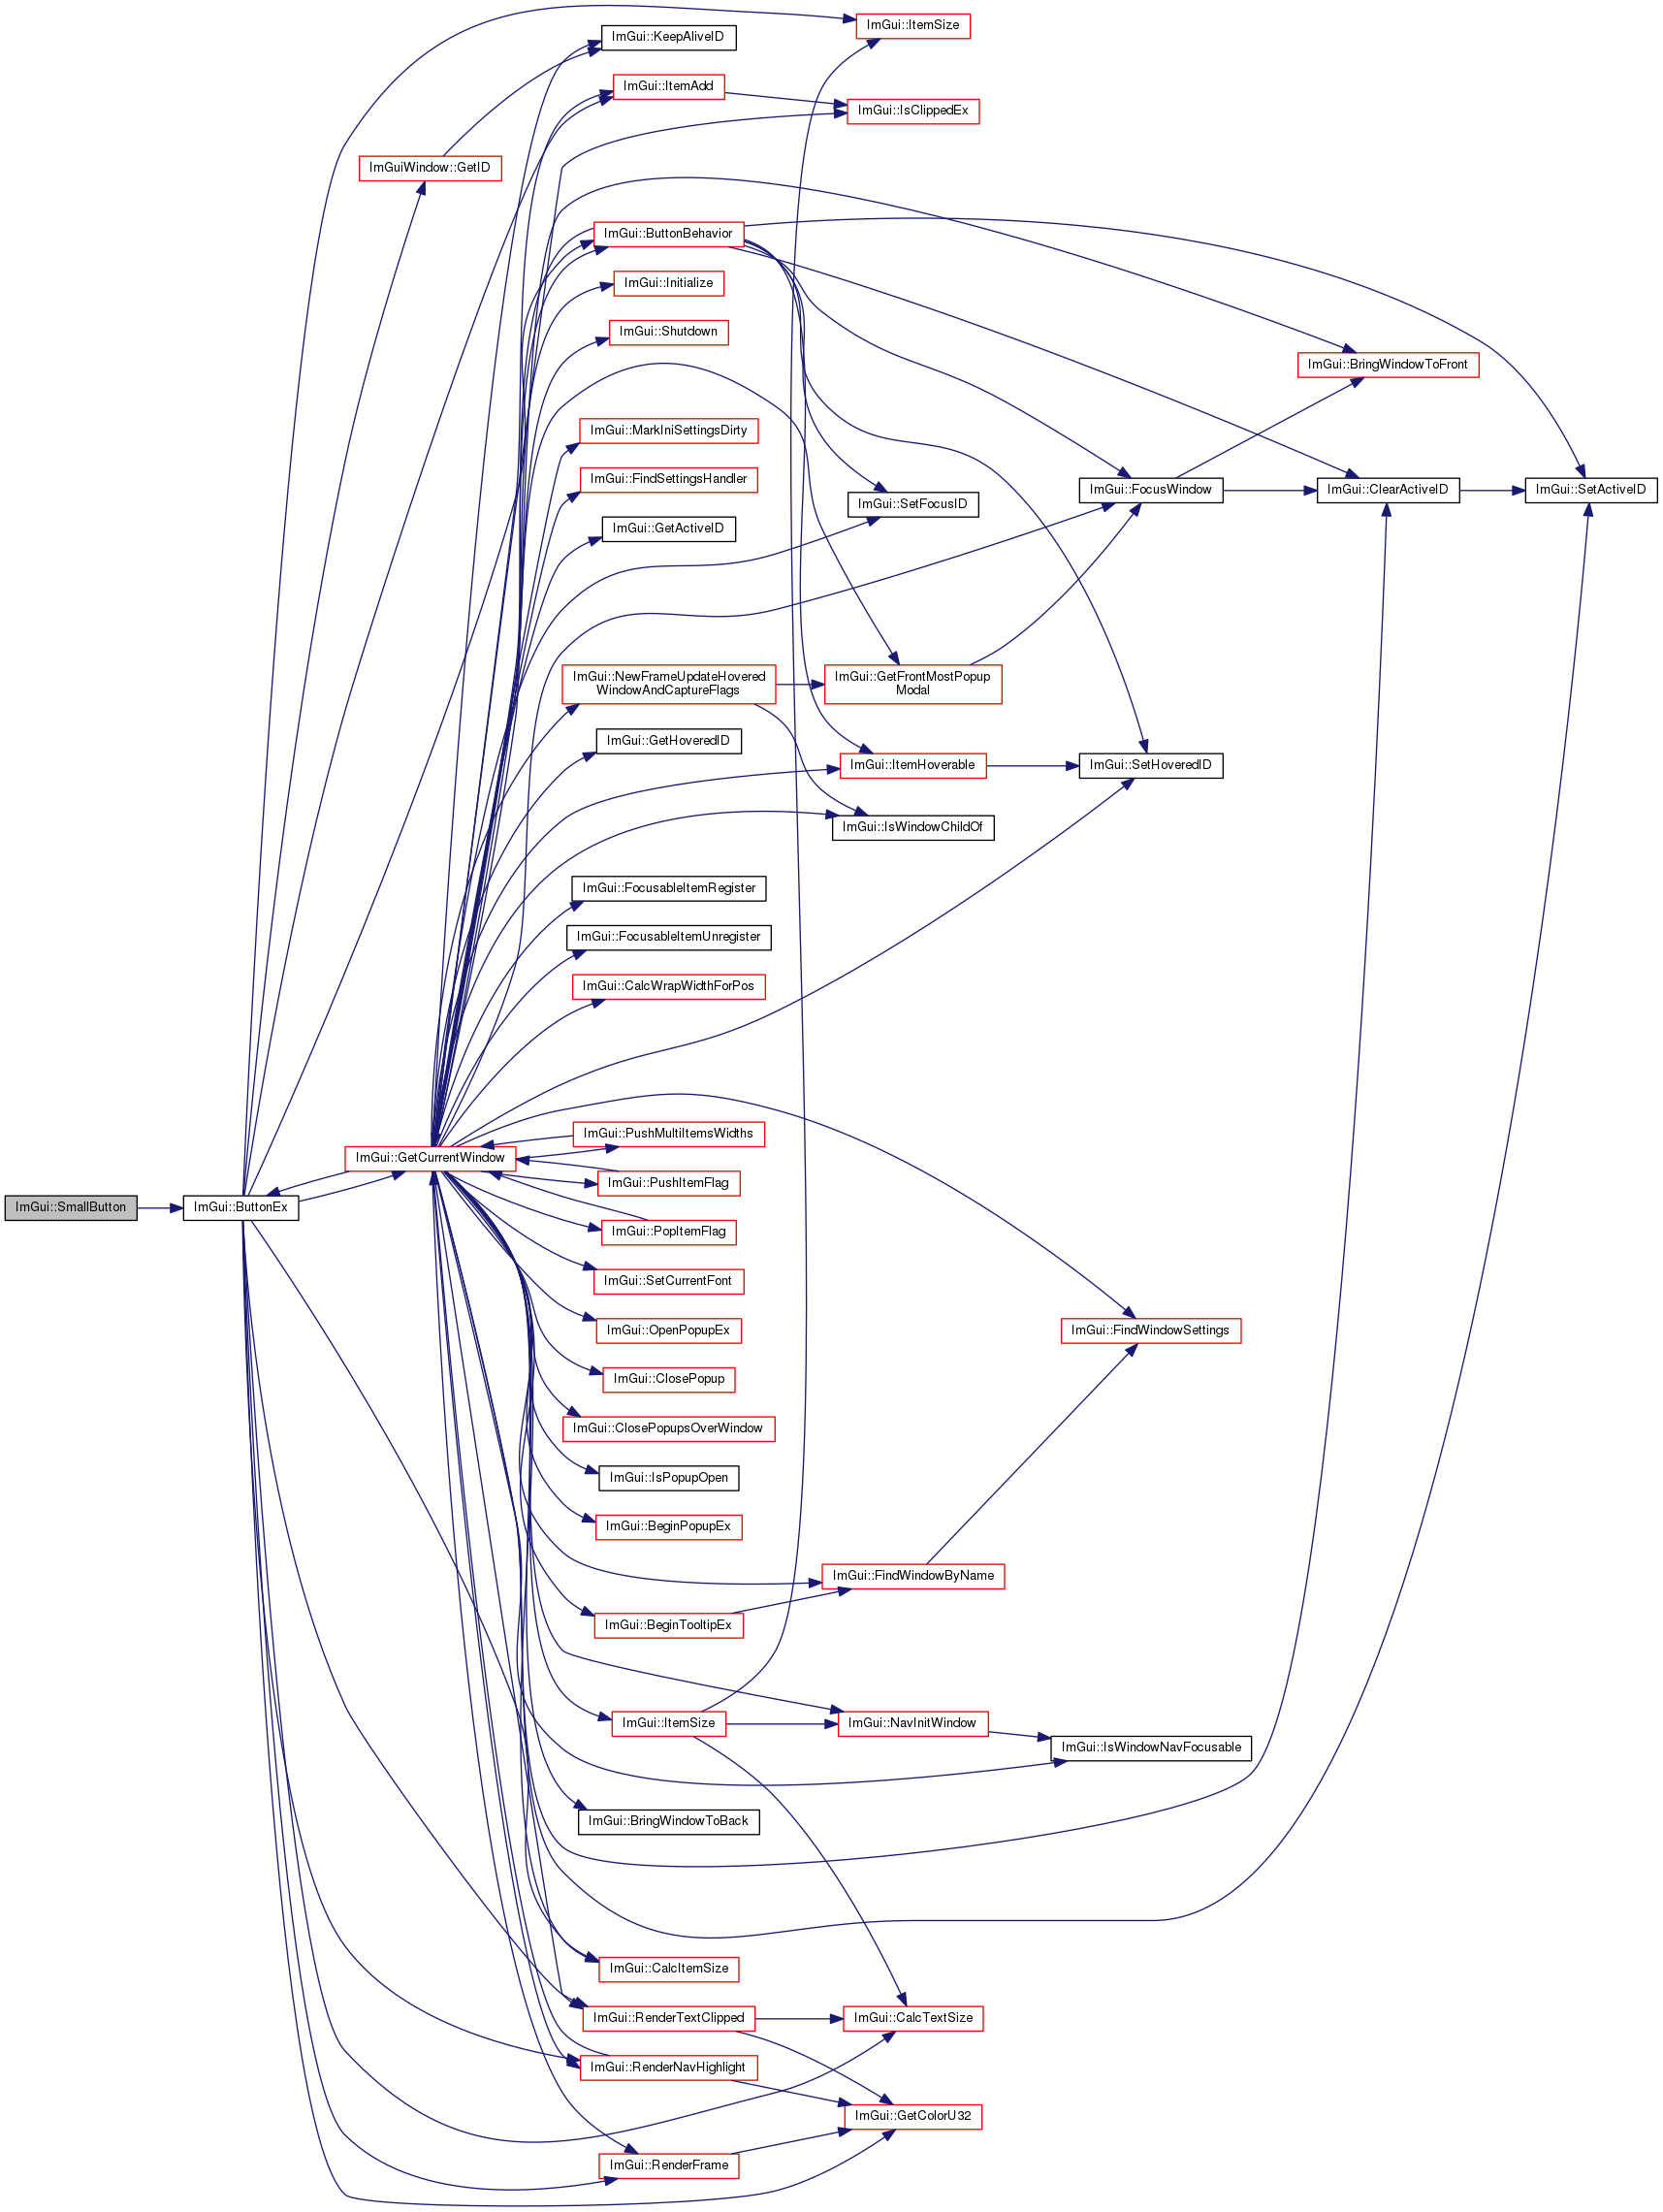 ImGui::ItemSize
ImGui::KeepAliveID
ImGui::ItemAdd
ImGui::IsClippedEx
ImGuiWindow::GetID
ImGui::ButtonBehavior
ImGui::Initialize
ImGui::Shutdown
ImGui::BringWindowToFront
ImGui::MarkIniSettingsDirty
ImGui::FindSettingsHandler
ImGui::SetFocusID
ImGui::FocusWindow
ImGui::ClearActiveID
ImGui::SetActiveID
ImGui::GetActiveID
ImGui::NewFrameUpdateHovered
WindowAndCaptureFlags
ImGui::GetFrontMostPopup
Modal
ImGui::GetHoveredID
ImGui::ItemHoverable
ImGui::SetHoveredID
ImGui::IsWindowChildOf
ImGui::FocusableItemRegister
ImGui::FocusableItemUnregister
ImGui::CalcWrapWidthForPos
ImGui::PushMultiItemsWidths
ImGui::GetCurrentWindow
ImGui::PushItemFlag
ImGui::SmallButton
ImGui::ButtonEx
ImGui::PopItemFlag
ImGui::SetCurrentFont
ImGui::OpenPopupEx
ImGui::FindWindowSettings
ImGui::ClosePopup
ImGui::ClosePopupsOverWindow
ImGui::IsPopupOpen
ImGui::BeginPopupEx
ImGui::FindWindowByName
ImGui::BeginTooltipEx
ImGui::ItemSize
ImGui::NavInitWindow
ImGui::IsWindowNavFocusable
ImGui::BringWindowToBack
ImGui::CalcItemSize
ImGui::RenderTextClipped
ImGui::CalcTextSize
ImGui::RenderNavHighlight
ImGui::GetColorU32
ImGui::RenderFrame